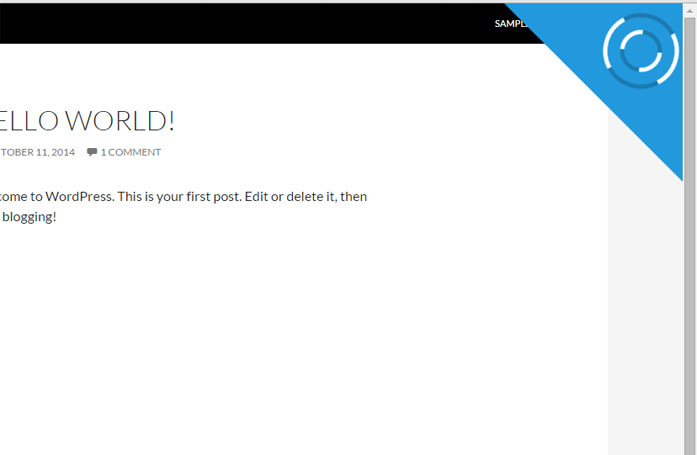 SAMPL
ELLO WORLD!
TOBER 11, 2014 1 COMMENT
come to WordPress. This is your first post. Edit or delete it, then
blogging!